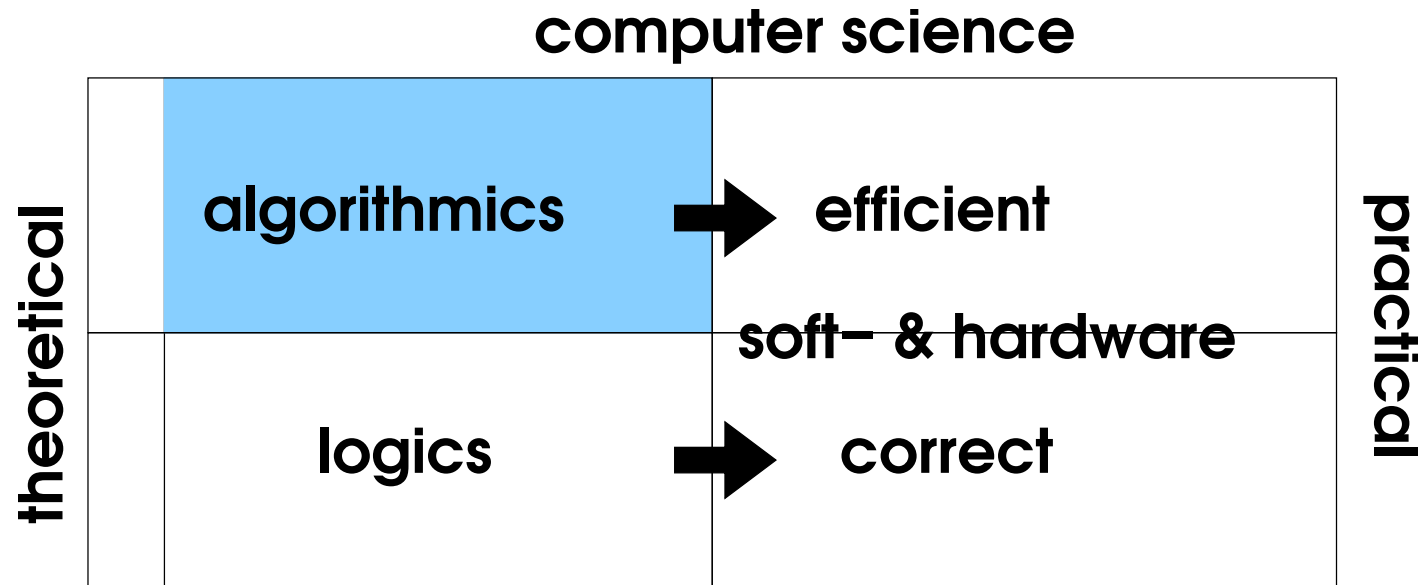 computer science
theoretical
algorithmics
efficient
soft– & hardware
logics
correct
practical